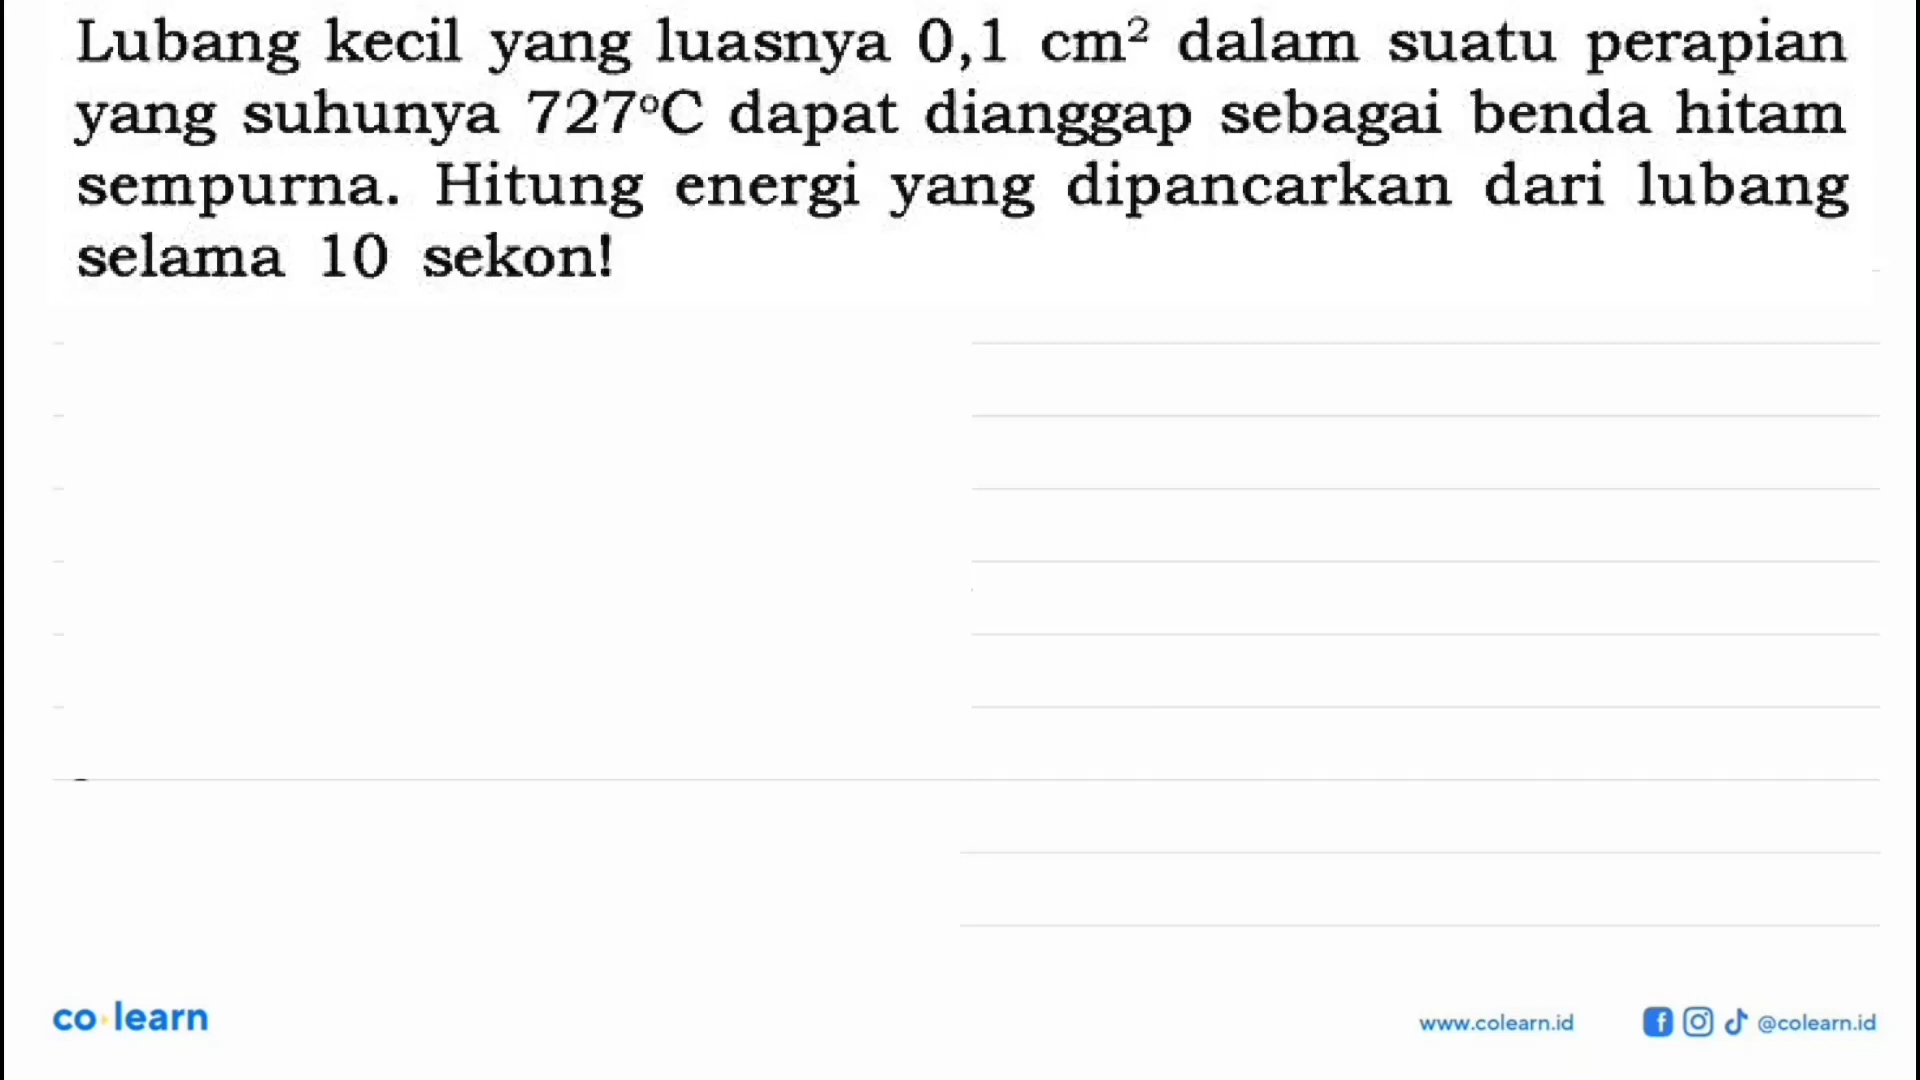 Lubang kecil yang luasnya 0,1 cm² dalam suatu perapian
yang suhunya 727°C dapat dianggap sebagai benda hitam
sempurna. Hitung energi yang dipancarkan dari lubang
selama 10 sekon!
co learn
www.colearn.id
@colearn.id